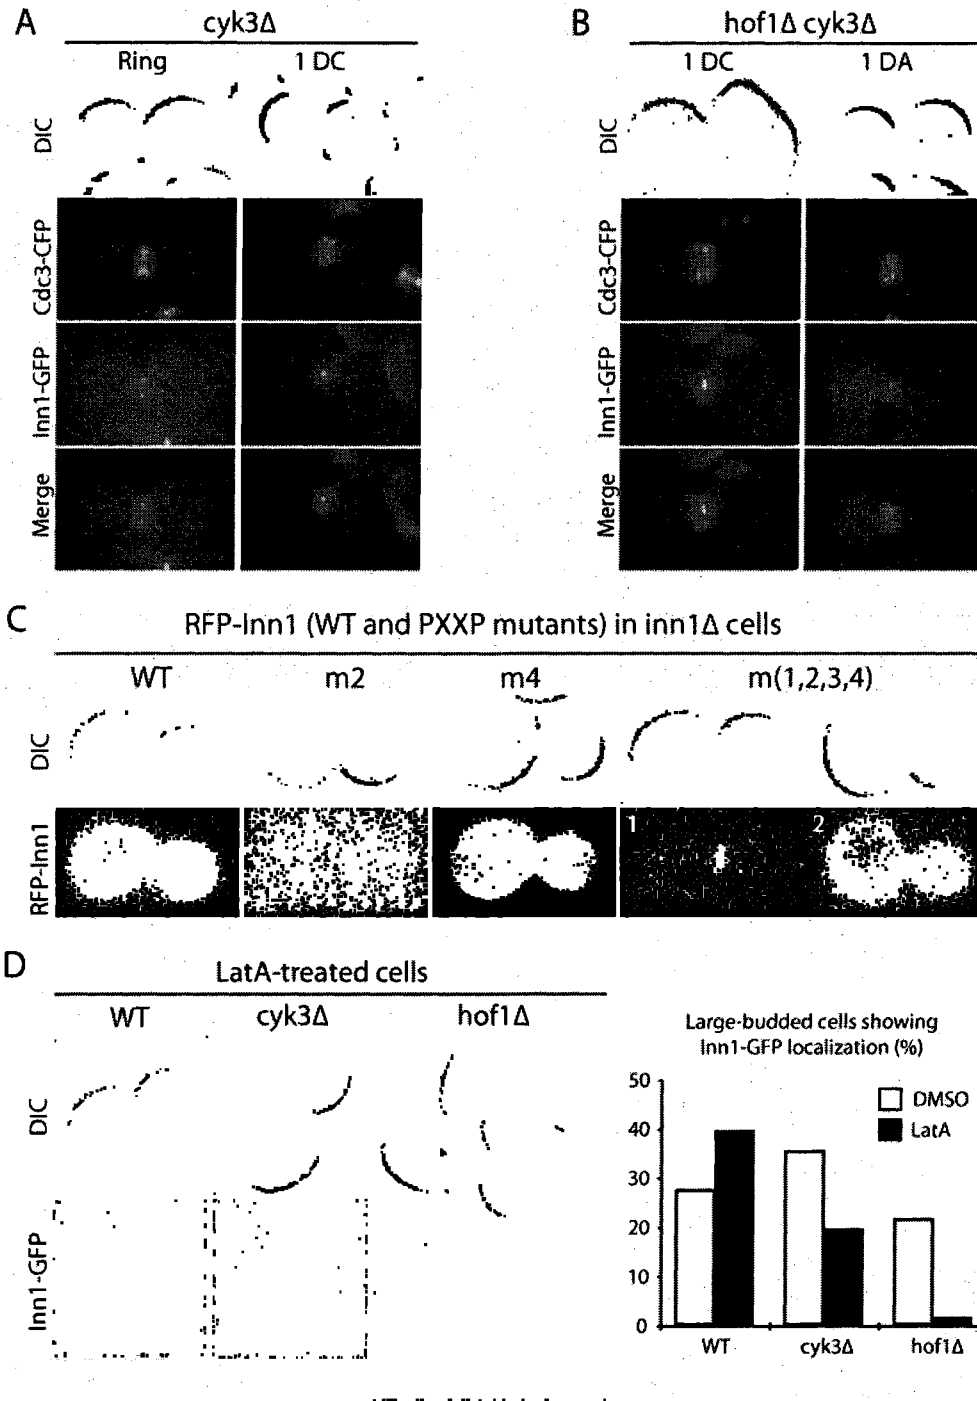 A
cyk3Δ
Ring 1 DC
DIC
Cdc3-CFP
Inn1-GFP
Merge
B
hof1Δ cyk3Δ
1 DC 1 DA
DIC
Cdc3-CFP
Inn1-GFP
Merge
C
RFP-Inn1 (WT and PXXP mutants) in inn1Δ cells
WT m2 m4 m(1,2,3,4)
DIC
RFP-Inn1
1 2
D
LatA-treated cells
WT cyk3Δ hof1Δ
DIC
Inn1-GFP
Large-budded cells showing
Inn1-GFP localization (%)
50
40
30
20
10
0
DMSO
LatA
WT cyk3Δ hof1Δ